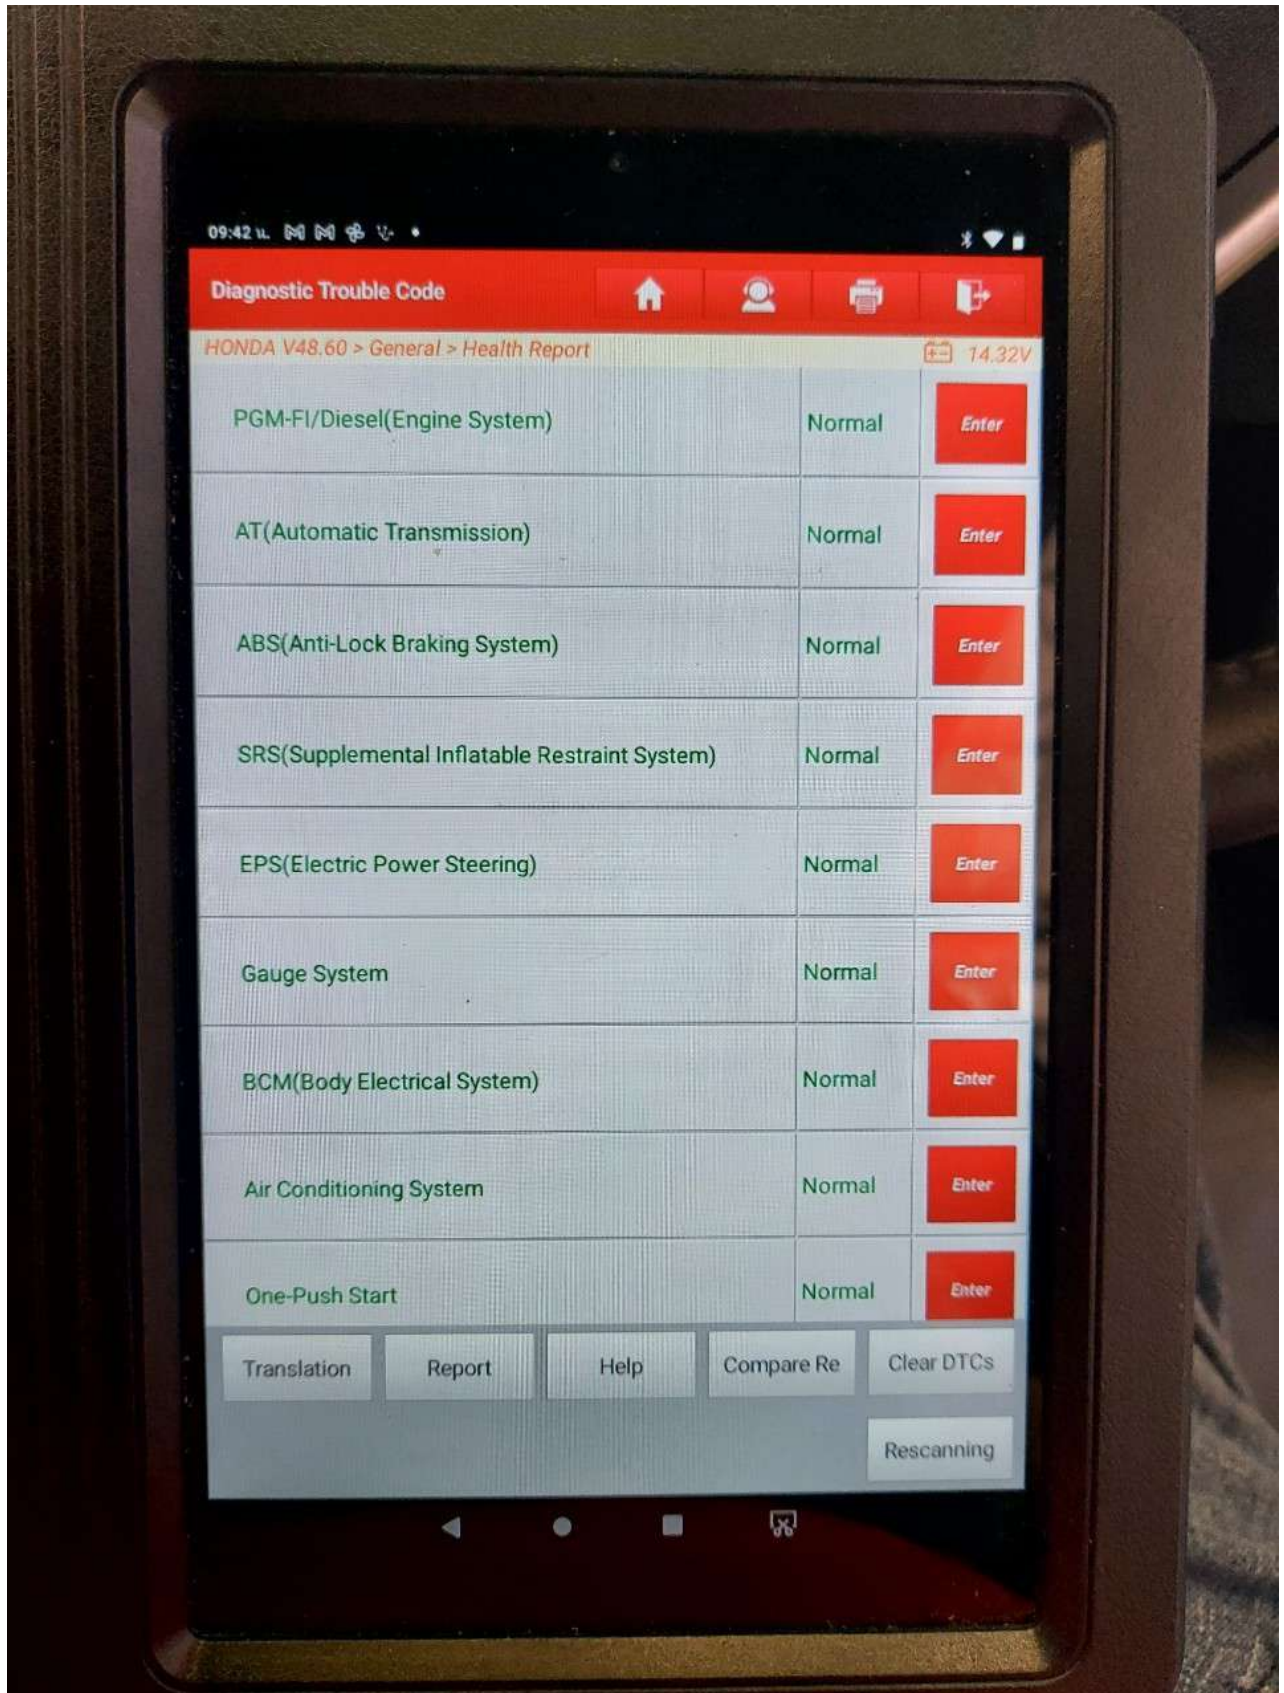 09:42 น.
Diagnostic Trouble Code
HONDA V48.60 > General > Health Report 14.32V
PGM-FI/Diesel(Engine System) Normal Enter
AT(Automatic Transmission) Normal Enter
ABS(Anti-Lock Braking System) Normal Enter
SRS(Supplemental Inflatable Restraint System) Normal Enter
EPS(Electric Power Steering) Normal Enter
Gauge System Normal Enter
BCM(Body Electrical System) Normal Enter
Air Conditioning System Normal Enter
One-Push Start Normal Enter
Translation Report Help Compare Re Clear DTCs
Rescanning